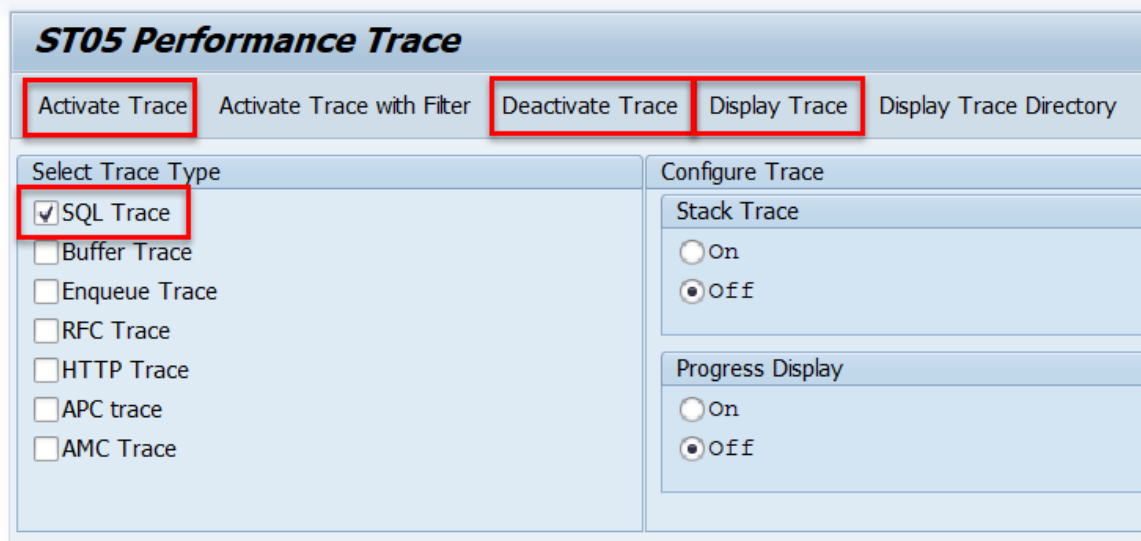 ST05 Performance Trace
Activate Trace Activate Trace with Filter Deactivate Trace Display Trace Display Trace Directory
Select Trace Type
SQL Trace
Buffer Trace
Enqueue Trace
RFC Trace
HTTP Trace
APC trace
AMC Trace
Configure Trace
Stack Trace
On
Off
Progress Display
On
Off